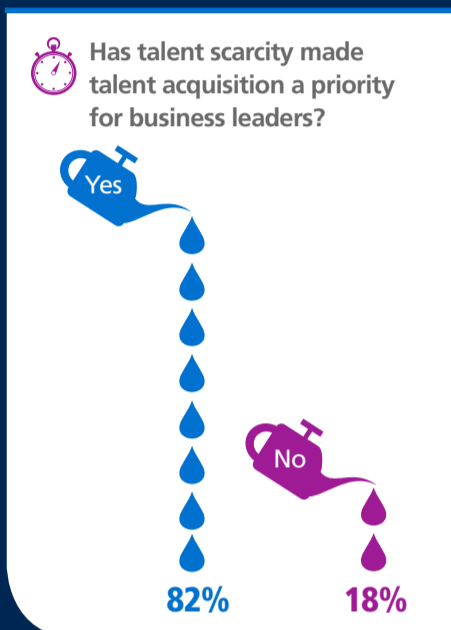 Has talent scarcity made
talent acquisition a priority
for business leaders?
Yes
No
82%
18%